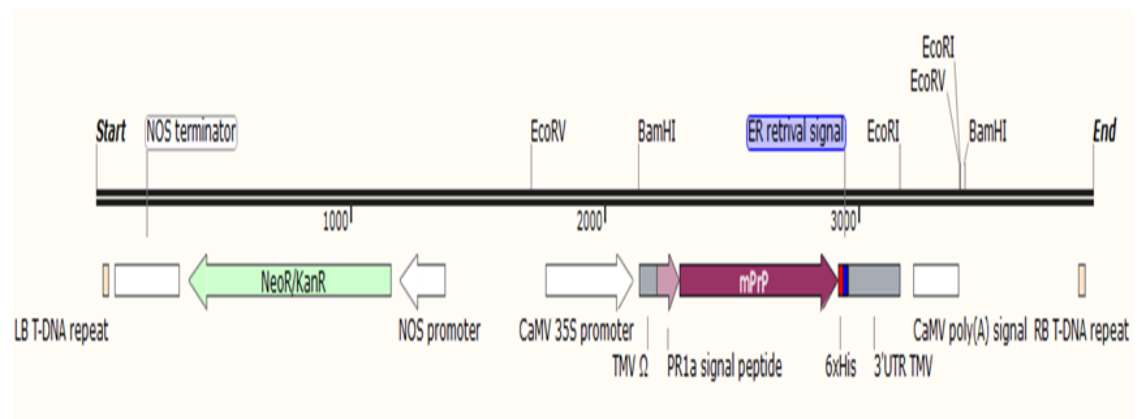 EcoRI
EcoRV
Start NOS terminator EcoRV BamHI ER retrival signal EcoRI BamHI End
1000 2000 3000
NeoR/KanR mPrP
LB T-DNA repeat NOS promoter CaMV 35S promoter CaMV poly(A) signal RB T-DNA repeat
TMV Ω PR1a signal peptide 6xHis 3'UTR TMV